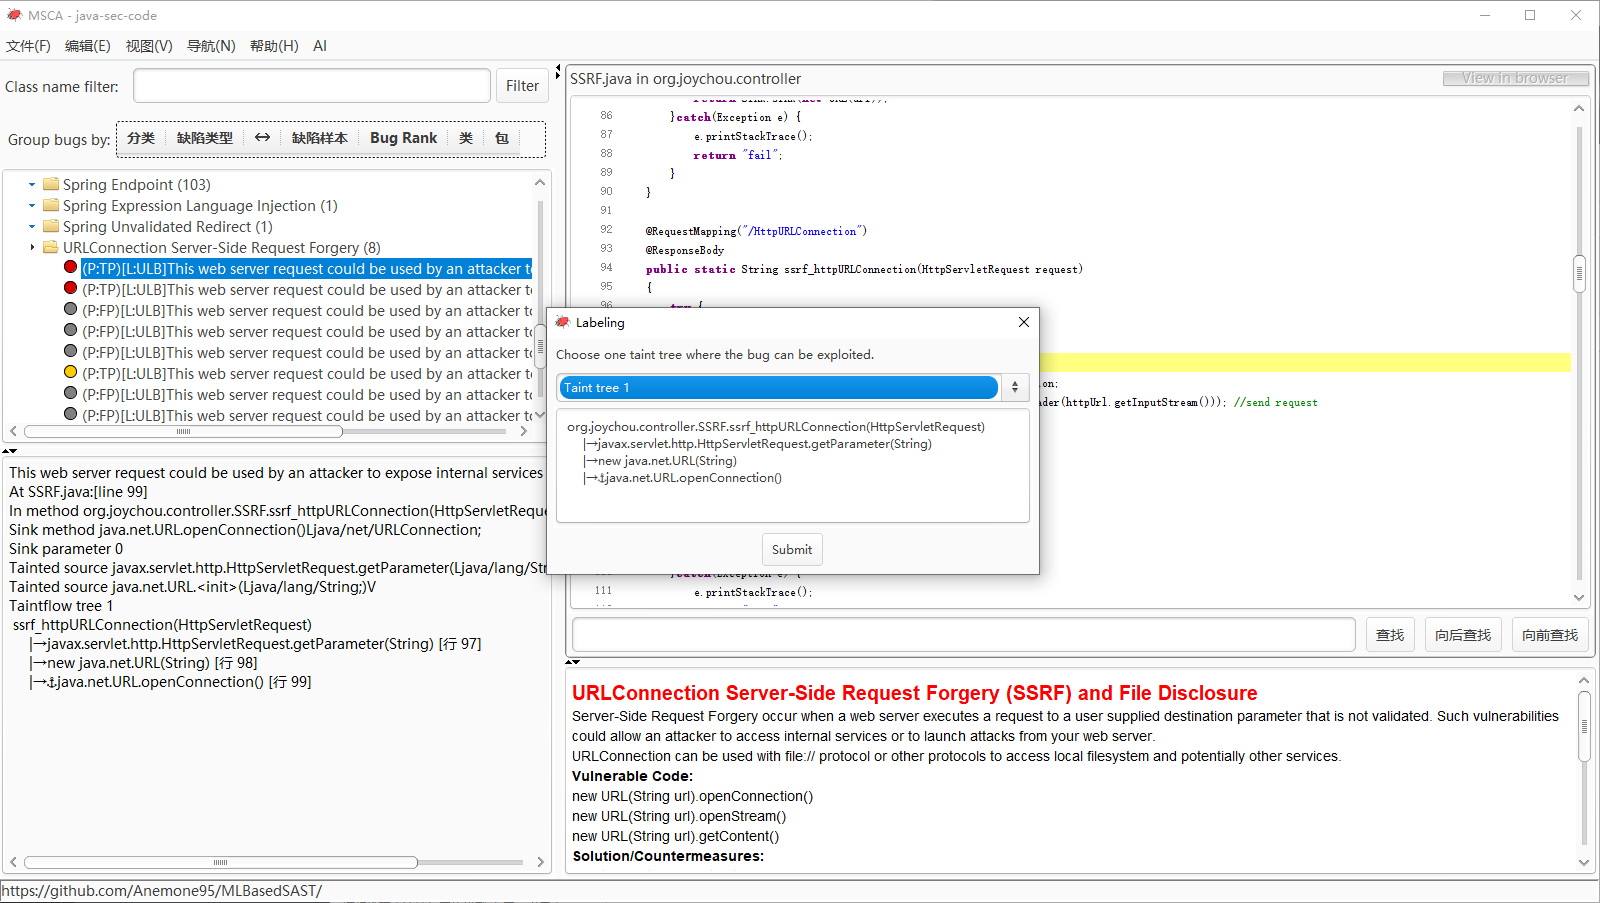 MSCA - java-sec-code
文件(F) 编辑(E) 视图(V) 导航(N) 帮助(H) AI
Class name filter:
Filter
Group bugs by:
分类 缺陷类型 缺陷样本 Bug Rank 类 包
Spring Endpoint (103)
Spring Expression Language Injection (1)
Spring Unvalidated Redirect (1)
URLConnection Server-Side Request Forgery (8)
(P:TP)[L:ULB]This web server request could be used by an attacker t
(P:TP)[L:ULB]This web server request could be used by an attacker t
(P:FP)[L:ULB]This web server request could be used by an attacker t
(P:FP)[L:ULB]This web server request could be used by an attacker t
(P:FP)[L:ULB]This web server request could be used by an attacker t
(P:TP)[L:ULB]This web server request could be used by an attacker t
(P:FP)[L:ULB]This web server request could be used by an attacker t
(P:FP)[L:ULB]This web server request could be used by an attacker t
This web server request could be used by an attacker to expose internal services
At SSRF.java:[line 99]
In method org.joychou.controller.SSRF.ssrf_httpURLConnection(HttpServletReque
Sink method java.net.URL.openConnection()Ljava/net/URLConnection;
Sink parameter 0
Tainted source javax.servlet.http.HttpServletRequest.getParameter(Ljava/lang/Str
Tainted source java.net.URL.<init>(Ljava/lang/String;)V
Taintflow tree 1
ssrf_httpURLConnection(HttpServletRequest)
|→javax.servlet.http.HttpServletRequest.getParameter(String) [行 97]
|→new java.net.URL(String) [行 98]
|→⚓java.net.URL.openConnection() [行 99]
SSRF.java in org.joychou.controller
View in browser
86 }catch(Exception e) {
87 e.printStackTrace();
88 return "fail";
89 }
90 }
91
92 @RequestMapping("/HttpURLConnection")
93 @ResponseBody
94 public static String ssrf_httpURLConnection(HttpServletRequest request)
95 {
96 try {
Labeling
Choose one taint tree where the bug can be exploited.
Taint tree 1
org.joychou.controller.SSRF.ssrf_httpURLConnection(HttpServletRequest)
|→javax.servlet.http.HttpServletRequest.getParameter(String)
|→new java.net.URL(String)
|→⚓java.net.URL.openConnection()
Submit
on;
ader(httpUrl.getInputStream())); //send request
}catch(Exception e) {
111 e.printStackTrace();
查找 向后查找 向前查找
URLConnection Server-Side Request Forgery (SSRF) and File Disclosure
Server-Side Request Forgery occur when a web server executes a request to a user supplied destination parameter that is not validated. Such vulnerabilities
could allow an attacker to access internal services or to launch attacks from your web server.
URLConnection can be used with file:// protocol or other protocols to access local filesystem and potentially other services.
Vulnerable Code:
new URL(String url).openConnection()
new URL(String url).openStream()
new URL(String url).getContent()
Solution/Countermeasures:
https://github.com/Anemone95/MLBasedSAST/